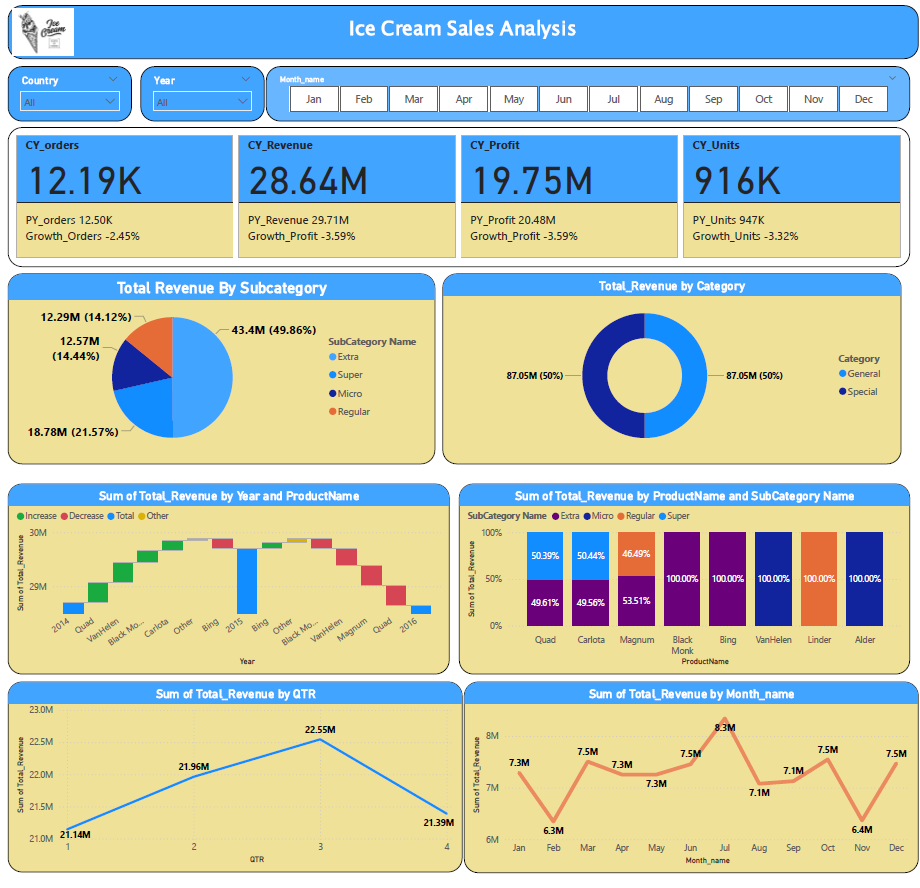 Ice Cream
Ice Cream Sales Analysis
Country
All
Year
All
Month_name
Jan Feb Mar Apr May Jun Jul Aug Sep Oct Nov Dec
CY_orders
12.19K
PY_orders 12.50K
Growth_Orders -2.45%
CY_Revenue
28.64M
PY_Revenue 29.71M
Growth_Profit -3.59%
CY_Profit
19.75M
PY_Profit 20.48M
Growth_Profit -3.59%
CY_Units
916K
PY_Units 947K
Growth_Units -3.32%
Total Revenue By Subcategory
12.29M (14.12%)
12.57M
(14.44%)
43.4M (49.86%)
18.78M (21.57%)
SubCategory Name
Extra
Super
Micro
Regular
Total_Revenue by Category
87.05M (50%)
87.05M (50%)
Category
General
Special
Sum of Total_Revenue by Year and ProductName
Increase Decrease Total Other
Sum of Total_Revenue
30M
29M
2014 Quad VanHelen Black Mo... Carlota Other Bing 2015 Bing Other Black Mo... VanHelen Magnum Quad 2016
Year
Sum of Total_Revenue by ProductName and SubCategory Name
SubCategory Name Extra Micro Regular Super
Sum of Total_Revenue
100%
50%
0%
50.39% 50.44% 46.49%
100.00% 100.00% 100.00% 100.00% 100.00%
49.61% 49.56% 53.51%
Quad Carlota Magnum Black Monk Bing VanHelen Linder Alder
ProductName
Sum of Total_Revenue by QTR
Sum of Total_Revenue
23.0M
22.5M
22.0M
21.5M
21.0M
21.14M
21.96M
22.55M
21.39M
1 2 3 4
QTR
Sum of Total_Revenue by Month_name
Sum of Total_Revenue
8M
7M
6M
7.3M 6.3M 7.5M 7.3M 7.3M 7.5M 8.3M 7.1M 7.1M 7.5M 6.4M 7.5M
Jan Feb Mar Apr May Jun Jul Aug Sep Oct Nov Dec
Month_name